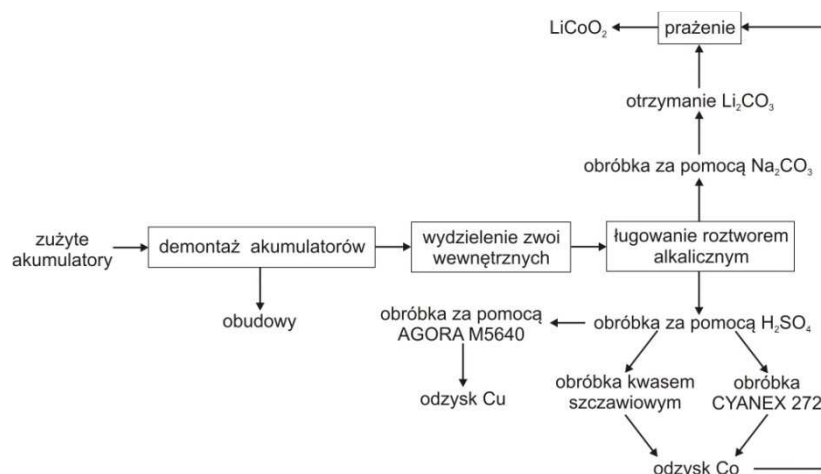 LiCoO₂
prażenie
otrzymanie Li₂CO₃
obróbka za pomocą Na₂CO₃
zużyte
akumulatory
demontaż akumulatorów
wydzielenie zwoi
wewnętrznych
ługowanie roztworem
alkalicznym
obudowy
obróbka za pomocą
AGORA M5640
obróbka za pomocą H₂SO₄
odzysk Cu
obróbka kwasem
szczawiowym
obróbka
CYANEX 272
odzysk Co